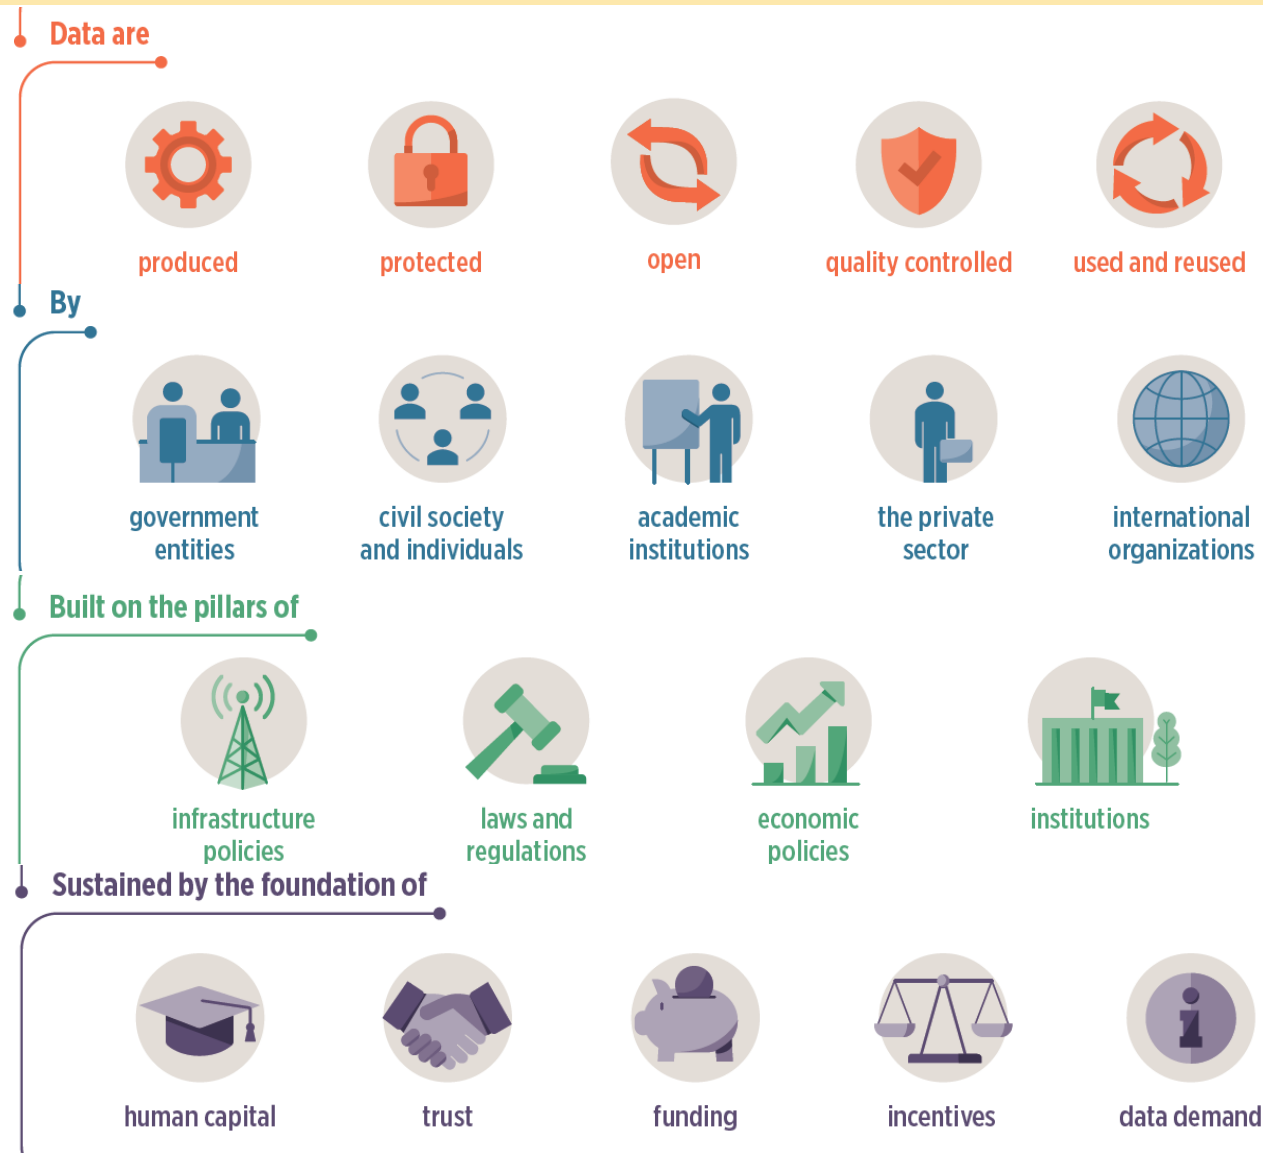 Data are
produced
protected
open
quality controlled
used and reused
By
government
entities
civil society
and individuals
academic
institutions
the private
sector
international
organizations
Built on the pillars of
infrastructure
policies
laws and
regulations
economic
policies
institutions
Sustained by the foundation of
human capital
trust
funding
incentives
data demand